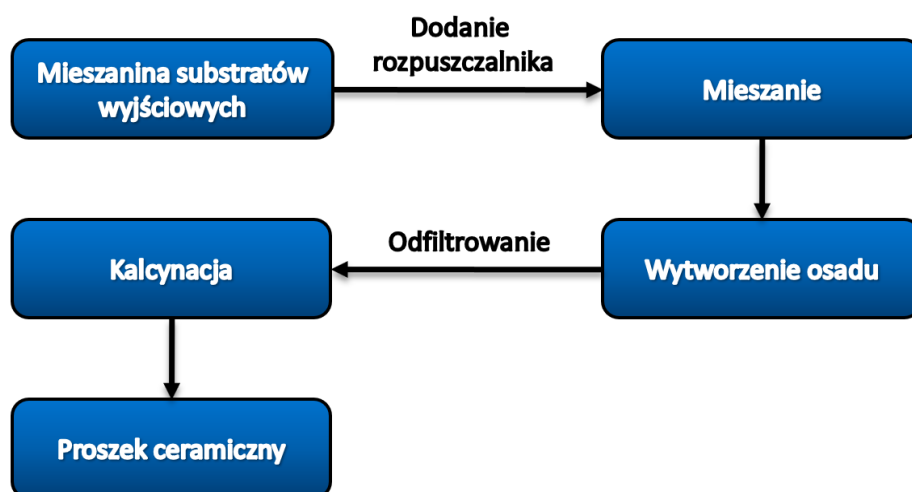 Dodanie
rozpuszczalnika
Mieszanina substratów
wyjściowych
Mieszanie
Odfiltrowanie
Kalcynacja
Wytworzenie osadu
Proszek ceramiczny